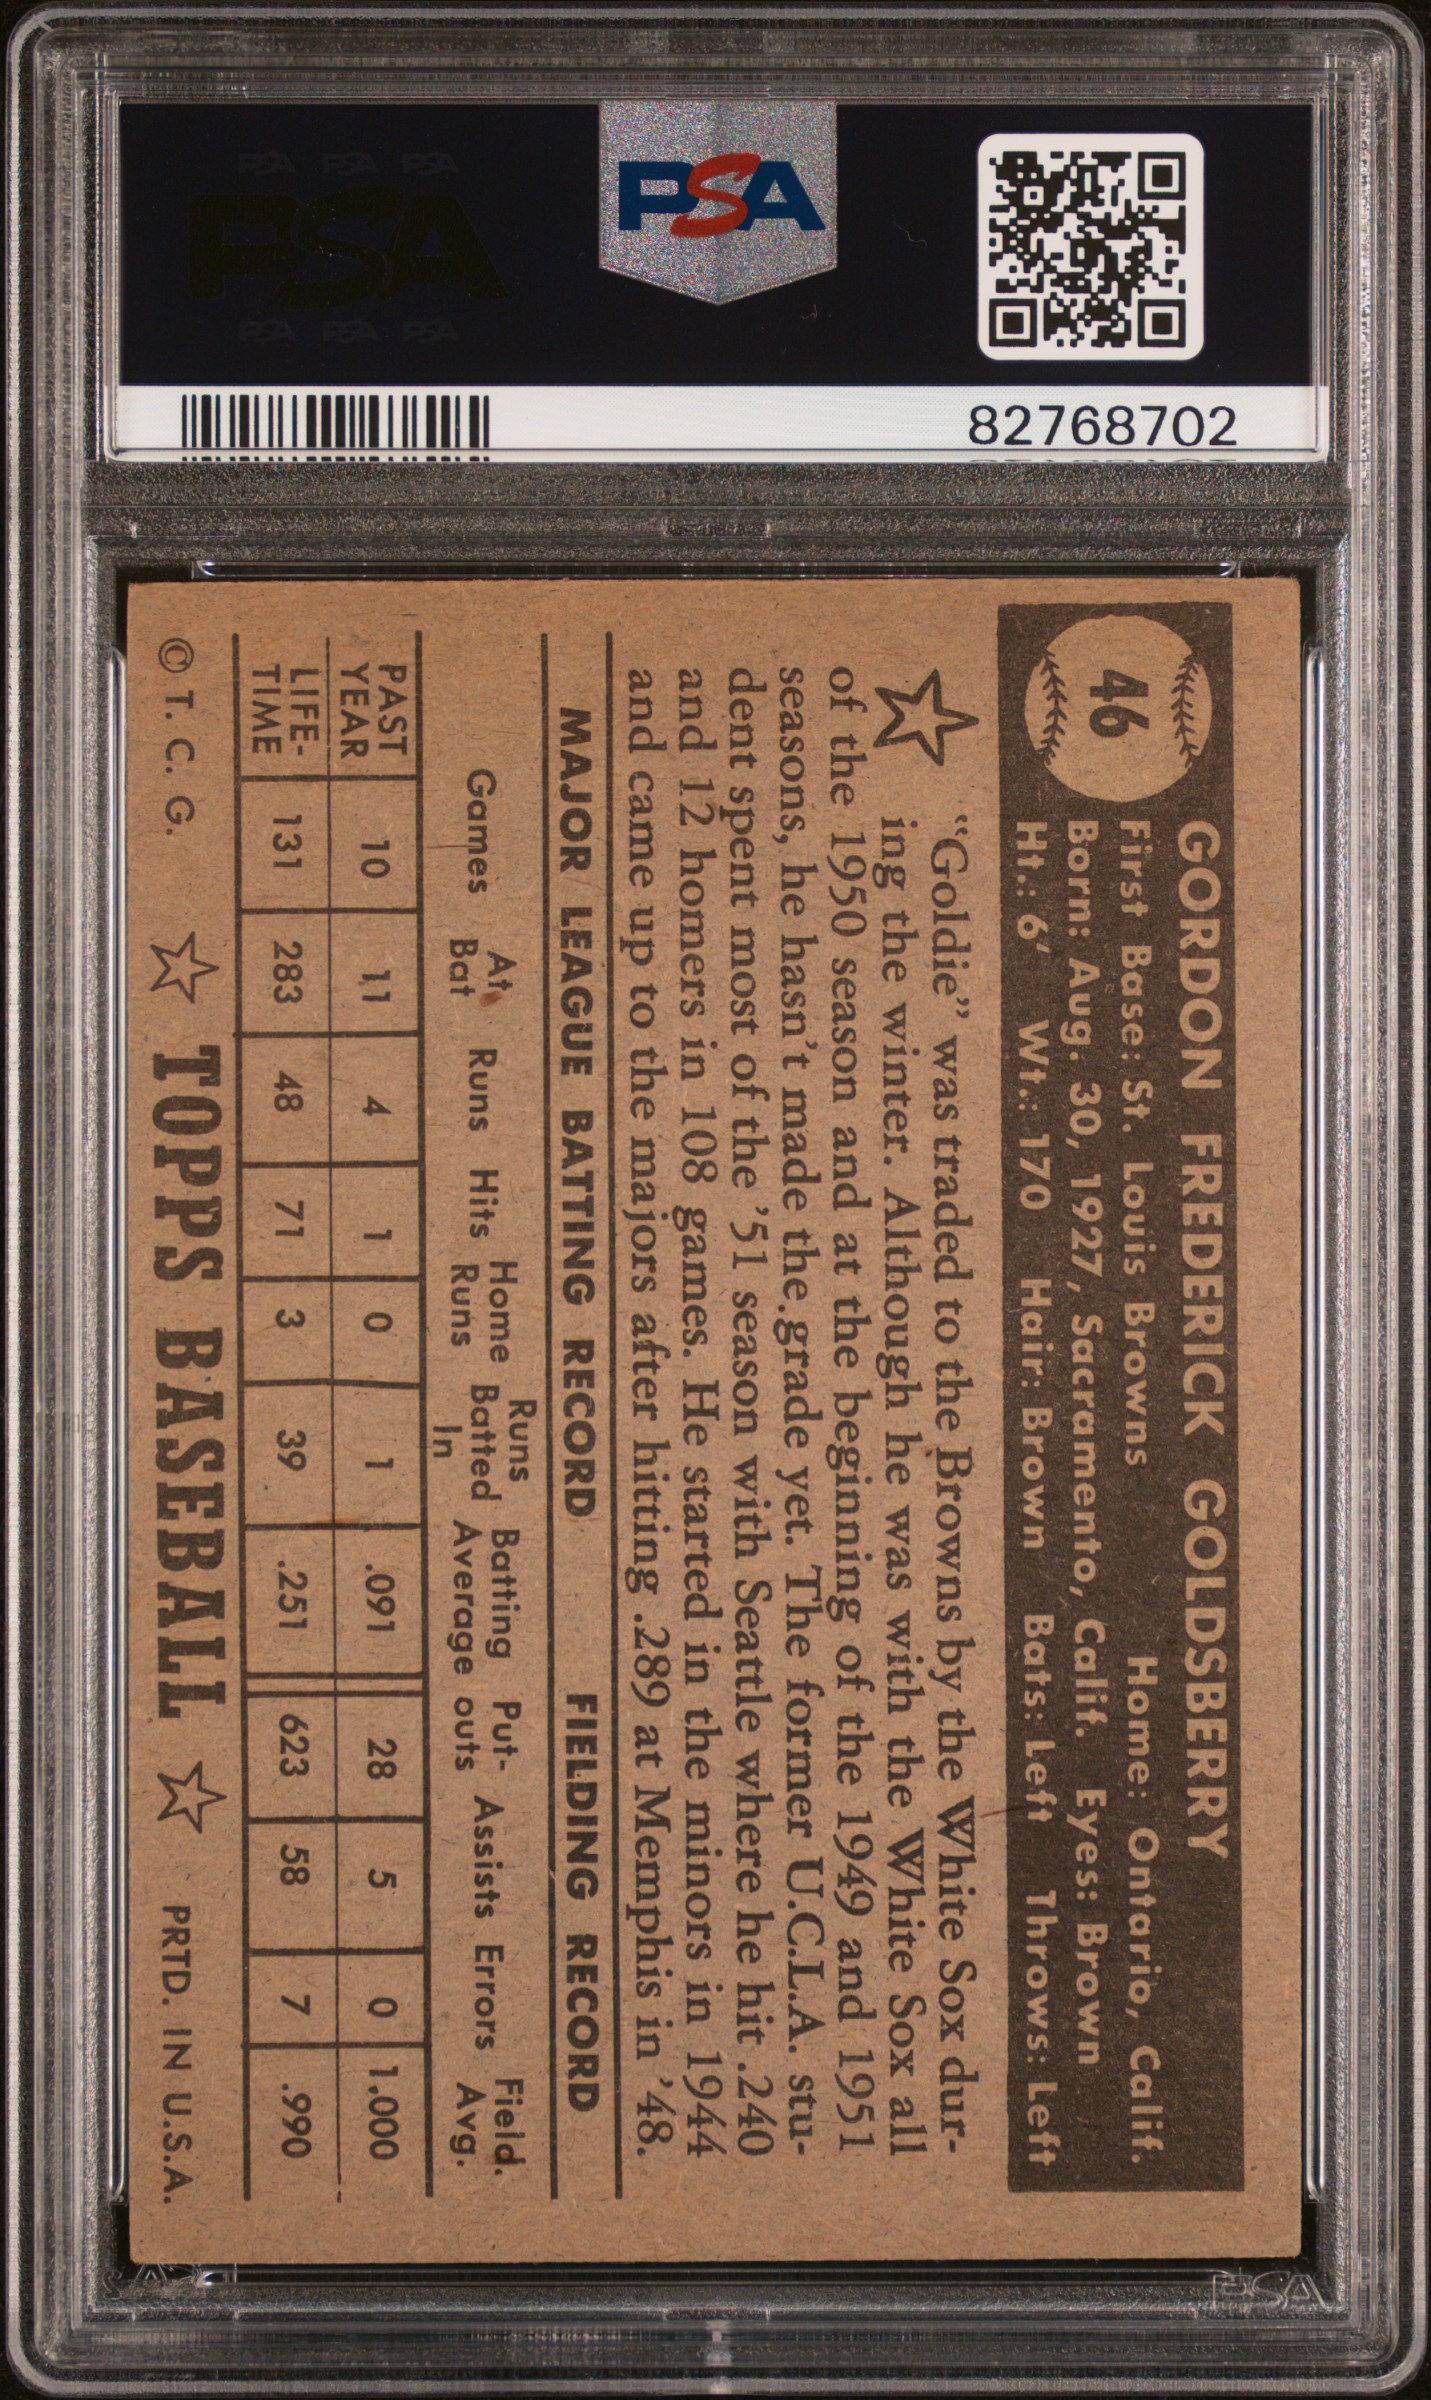 PSA PSA PSA
PSA
PSA PSA PSA
PSA
82768702
46
GORDON FREDERICK GOLDSBERRY
First Base: St. Louis Browns Home: Ontario, Calif.
Born: Aug. 30, 1927, Sacramento, Calif. Eyes: Brown
Ht.: 6' Wt.: 170 Hair: Brown Bats: Left Throws: Left
"Goldie" was traded to the Browns by the White Sox dur-
ing the winter. Although he was with the White Sox all
of the 1950 season and at the beginning of the 1949 and 1951
seasons, he hasn't made the grade yet. The former U.C.L.A. stu-
dent spent most of the '51 season with Seattle where he hit .240
and 12 homers in 108 games. He started in the minors in 1944
and came up to the majors after hitting .289 at Memphis in '48.
MAJOR LEAGUE BATTING RECORD FIELDING RECORD
Games At Bat Runs Hits Home Runs Runs Batted In Batting Average Put-outs Assists Errors Field. Avg.
PAST YEAR 10 11 4 1 0 1 .091 28 5 0 1.000
LIFE-TIME 131 283 48 71 3 39 .251 623 58 7 .990
© T. C. G. ☆ TOPPS BASEBALL ☆ PRTD. IN U.S.A.
PSA
PSA